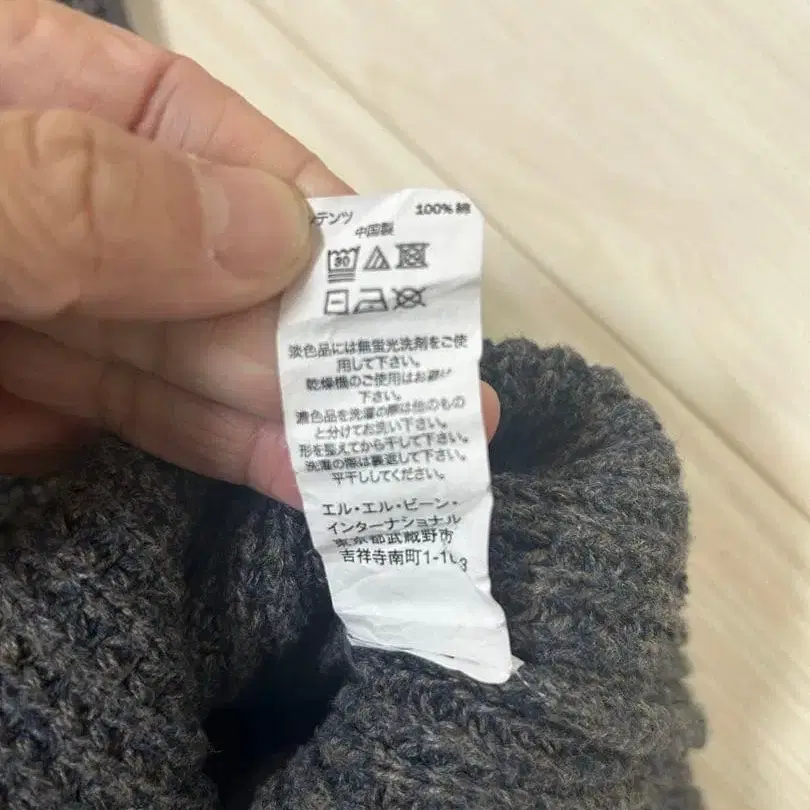 テンツ 100% 綿
中国製
30
淡色品には無蛍光洗剤をご使
用して下さい。
乾燥機のご使用はお避け
下さい。
濃色品を洗濯の際は他のもの
と分けてお洗い下さい。
形を整えてから干して下さい。
洗濯の際は裏返して下さい。
平干ししてください。
エル・エル・ビーン・
インターナショナル
東京都武蔵野市
吉祥寺南町